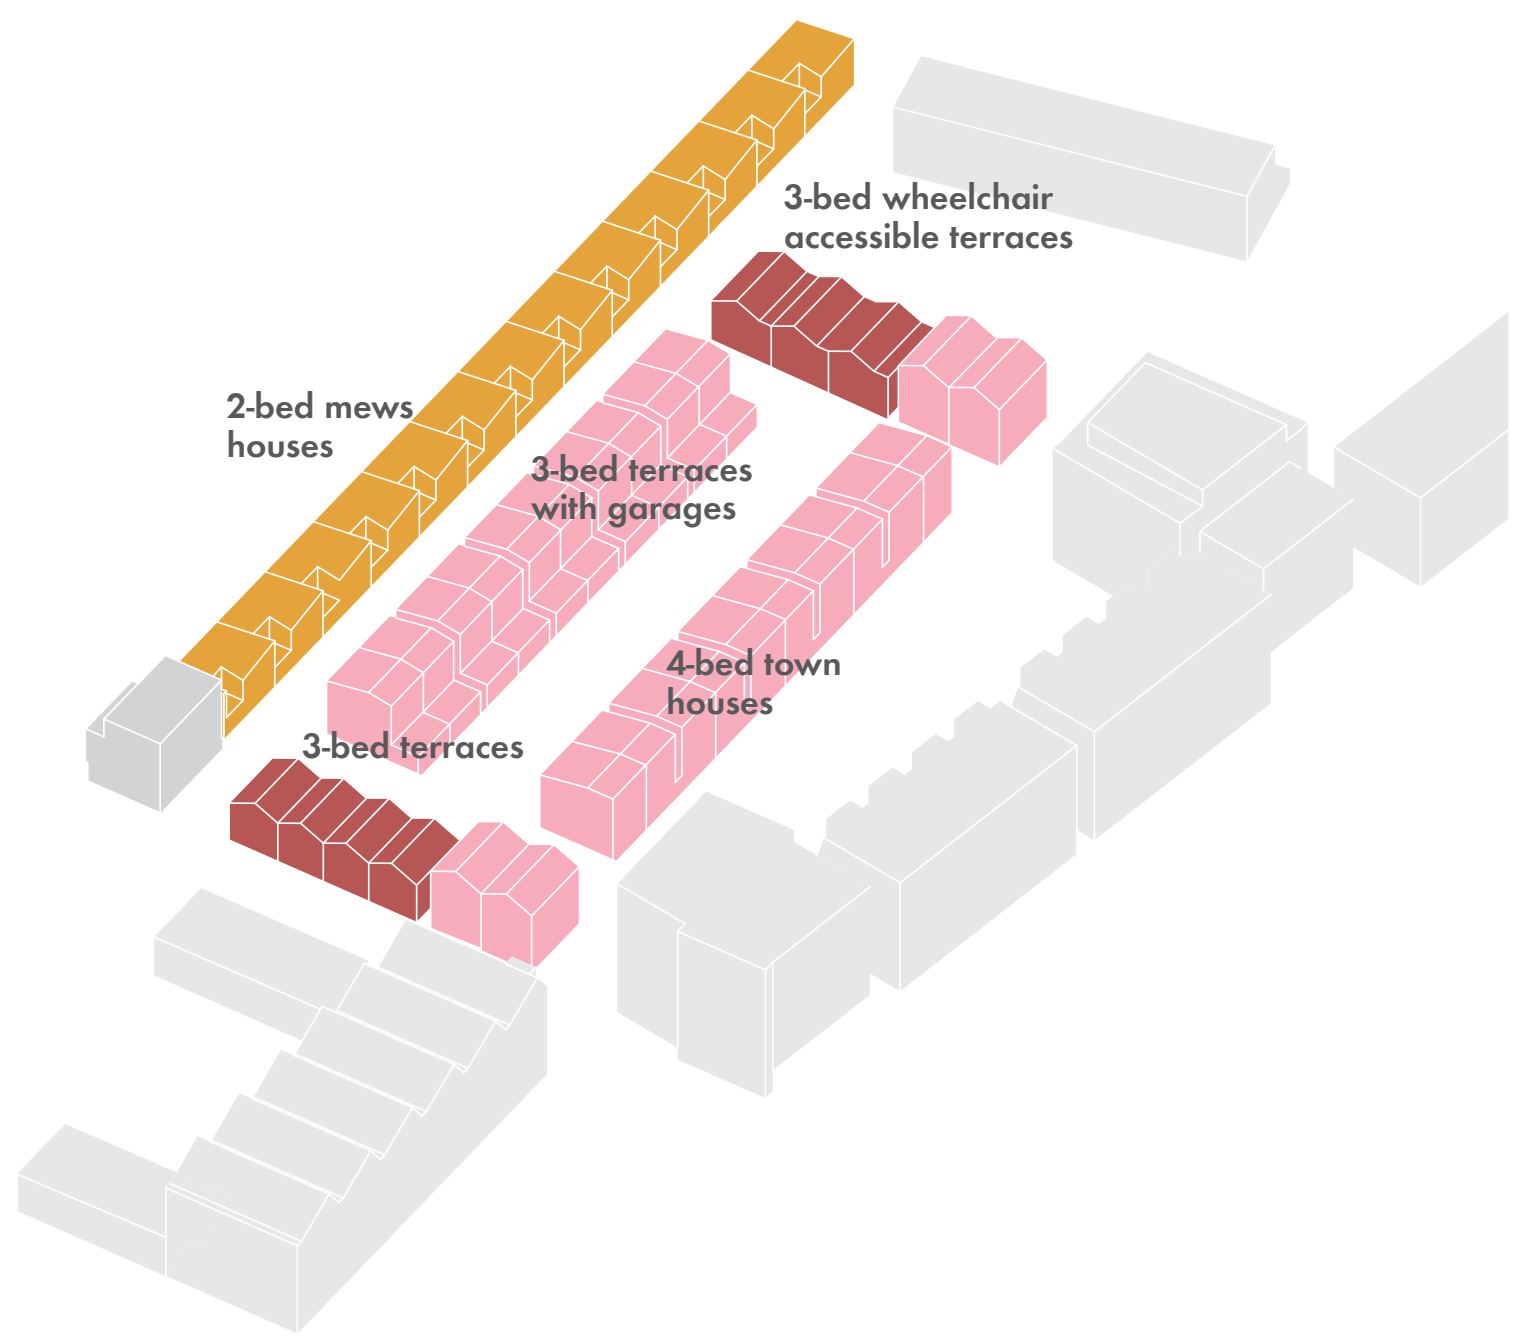 3-bed wheelchair
accessible terraces
2-bed mews
houses
3-bed terraces
with garages
4-bed town
houses
3-bed terraces